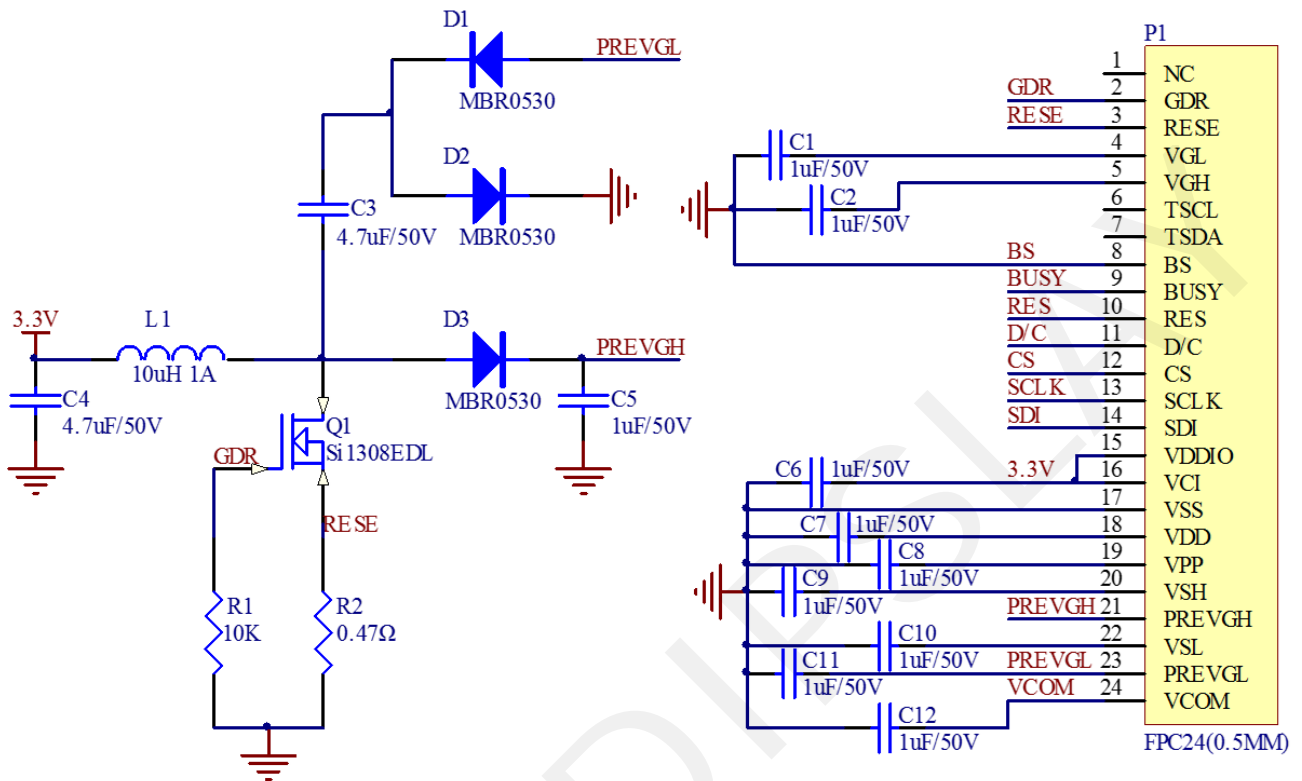 D1
PREVGL
MBR0530
D2
MBR0530
C3
4.7uF/50V
3.3V
L1
10uH 1A
D3
PREVGH
MBR0530
C4
4.7uF/50V
C5
1uF/50V
Q1
Si1308EDL
GDR
RESE
R1
10K
R2
0.47Ω
P1
1 NC
GDR 2 GDR
RESE 3 RESE
C1
1uF/50V
4 VGL
C2
1uF/50V
5 VGH
6 TSCL
7 TSDA
BS 8 BS
BUSY 9 BUSY
RES 10 RES
D/C 11 D/C
CS 12 CS
SCLK 13 SCLK
SDI 14 SDI
15 VDDIO
C6 1uF/50V 3.3V 16 VCI
17 VSS
C7 1uF/50V 18 VDD
C8
1uF/50V
19 VPP
C9
1uF/50V
20 VSH
PREVGH 21 PREVGH
C10
1uF/50V
22 VSL
C11
1uF/50V
PREVGL 23 PREVGL
VCOM 24 VCOM
C12
1uF/50V
FPC24(0.5MM)
DIPSLAY